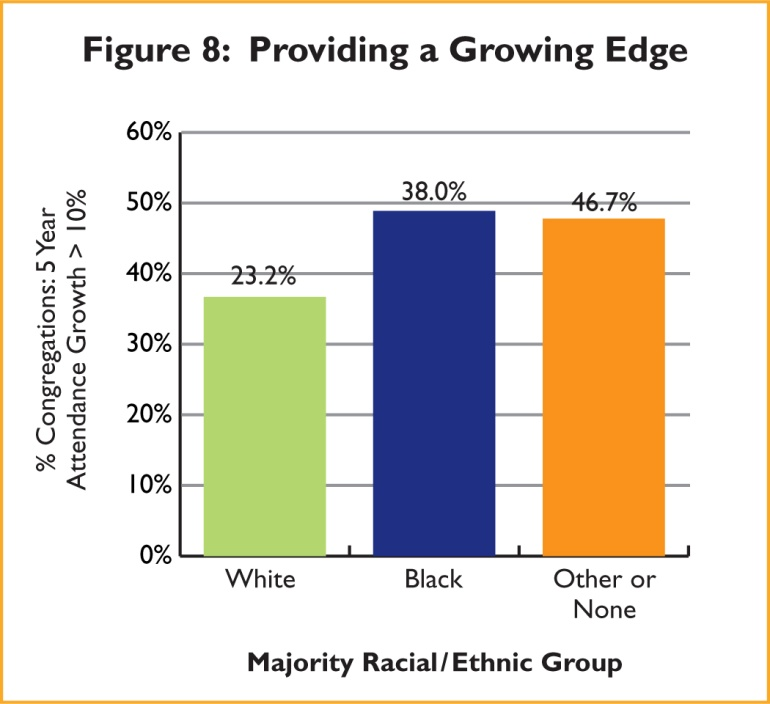 Figure 8: Providing a Growing Edge
% Congregations: 5 Year
Attendance Growth > 10%
60%
50%
40%
30%
20%
10%
0%
23.2%
38.0%
46.7%
White
Black
Other or
None
Majority Racial/Ethnic Group